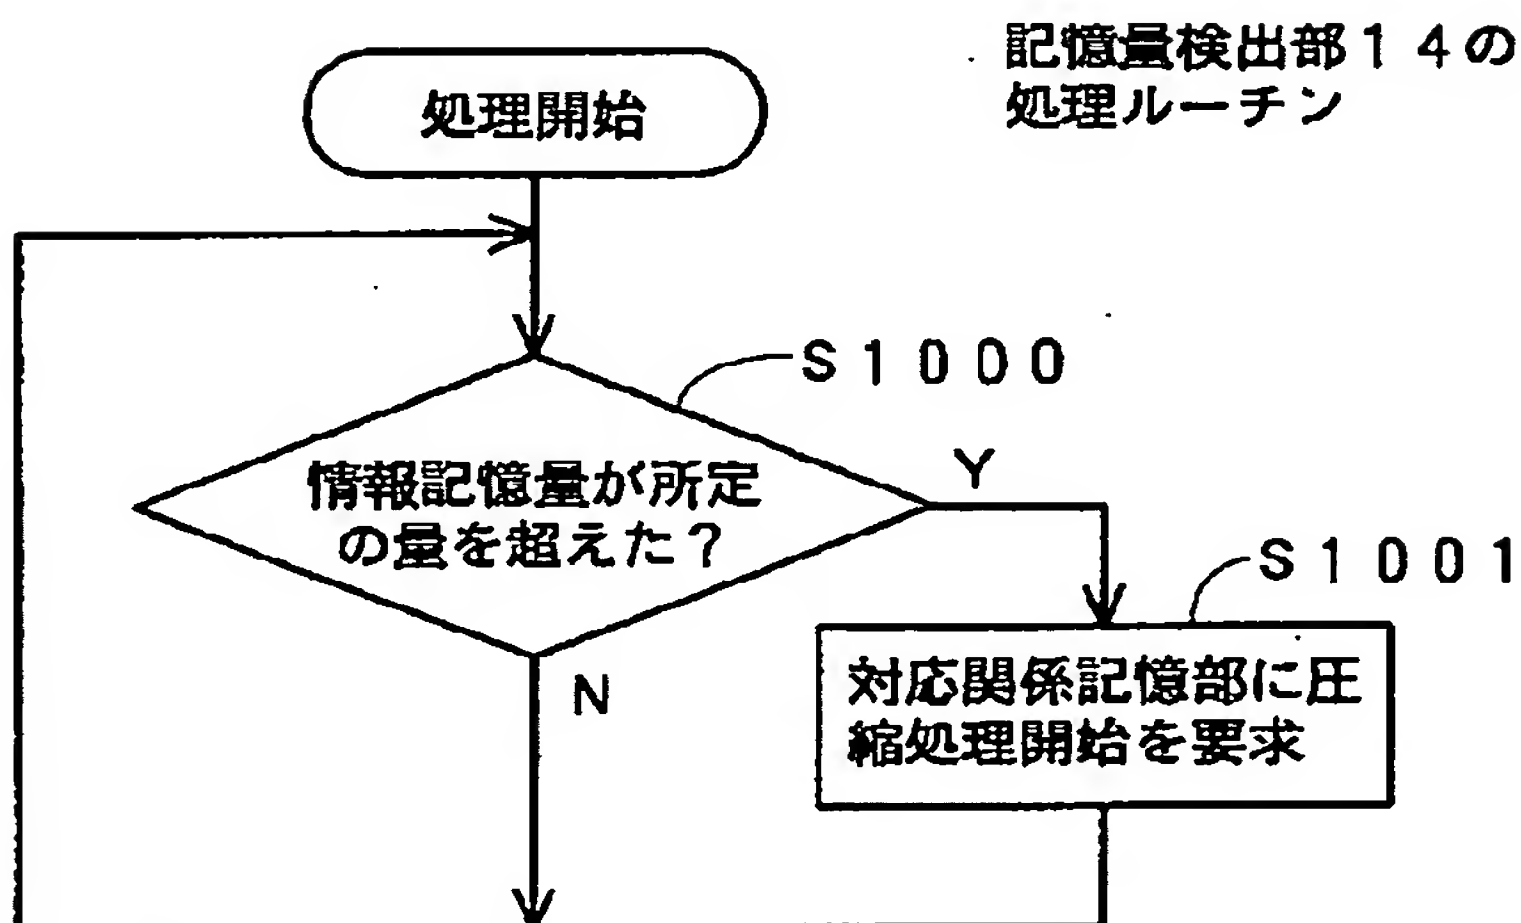 記憶量検出部14の
処理ルーチン
処理開始
S1000
情報記憶量が所定
の量を超えた?
Y
N
S1001
対応関係記憶部に圧
縮処理開始を要求